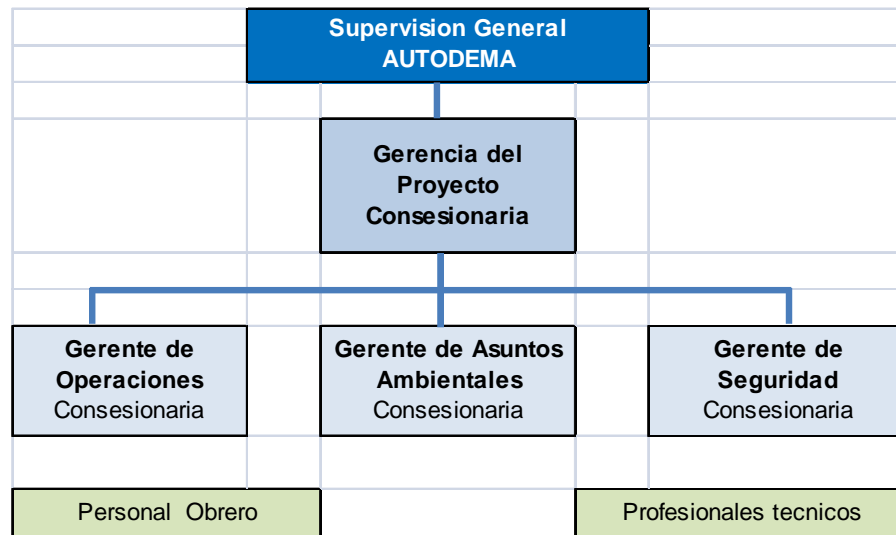 Supervision General
AUTODEMA
Gerencia del
Proyecto
Consesionaria
Gerente de
Operaciones
Consesionaria
Gerente de Asuntos
Ambientales
Consesionaria
Gerente de
Seguridad
Consesionaria
Personal Obrero
Profesionales tecnicos